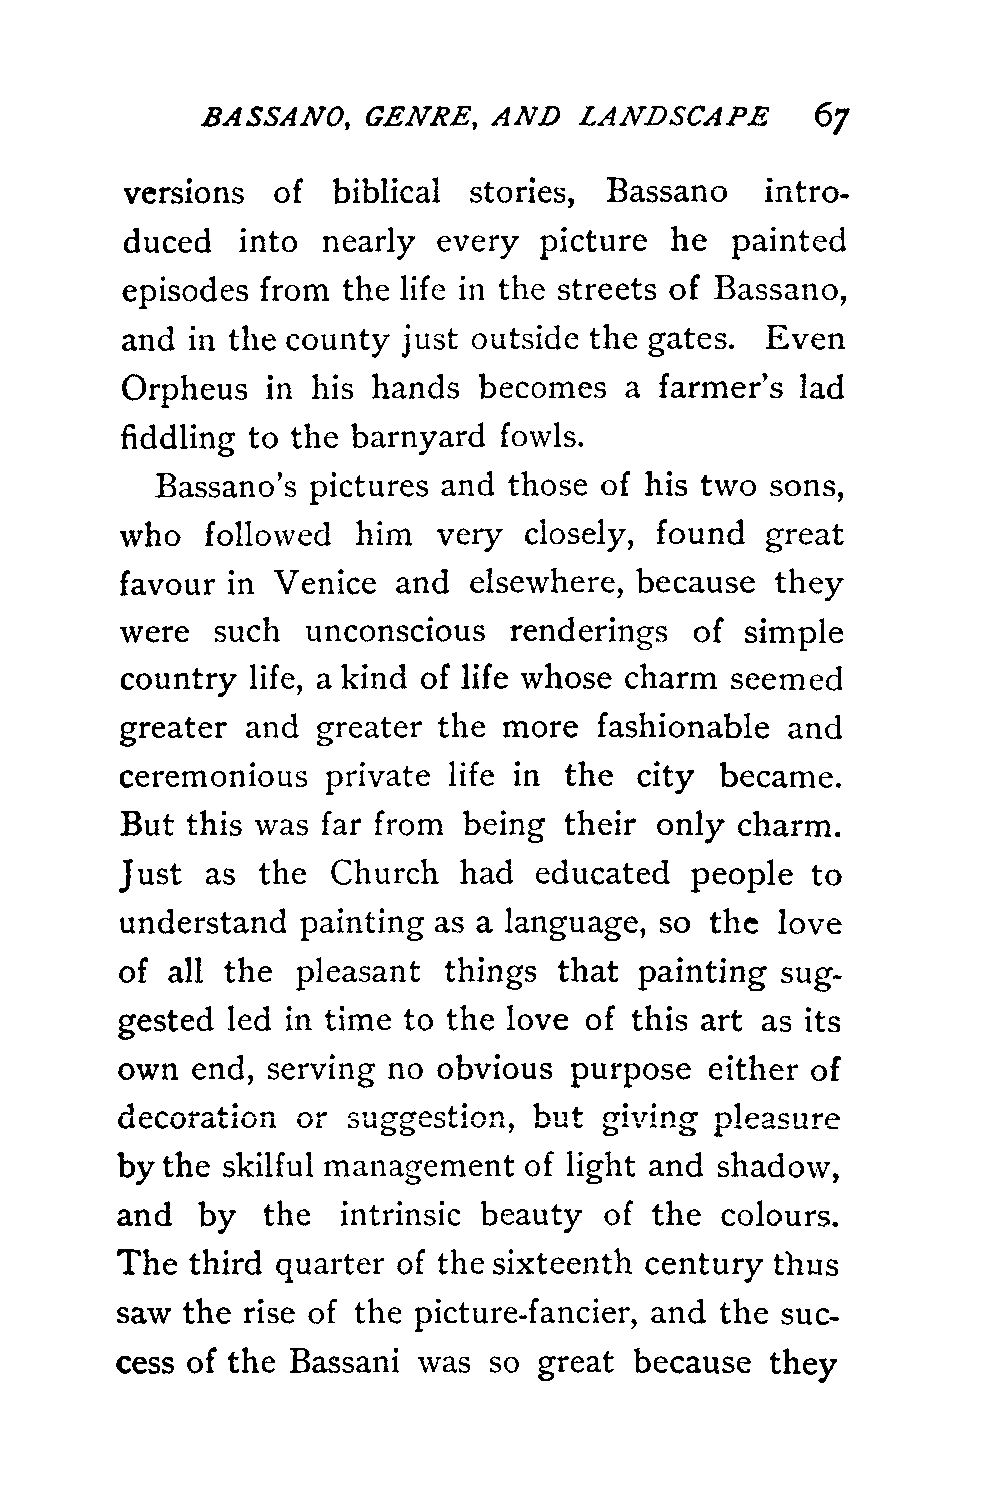 BASSANO, GENRE, AND LANDSCAPE 67
versions of biblical stories, Bassano intro-
duced into nearly every picture he painted
episodes from the life in the streets of Bassano,
and in the county just outside the gates. Even
Orpheus in his hands becomes a farmer's lad
fiddling to the barnyard fowls.
Bassano's pictures and those of his two sons,
who followed him very closely, found great
favour in Venice and elsewhere, because they
were such unconscious renderings of simple
country life, a kind of life whose charm seemed
greater and greater the more fashionable and
ceremonious private life in the city became.
But this was far from being their only charm.
Just as the Church had educated people to
understand painting as a language, so the love
of all the pleasant things that painting sug-
gested led in time to the love of this art as its
own end, serving no obvious purpose either of
decoration or suggestion, but giving pleasure
by the skilful management of light and shadow,
and by the intrinsic beauty of the colours.
The third quarter of the sixteenth century thus
saw the rise of the picture-fancier, and the suc-
cess of the Bassani was so great because they